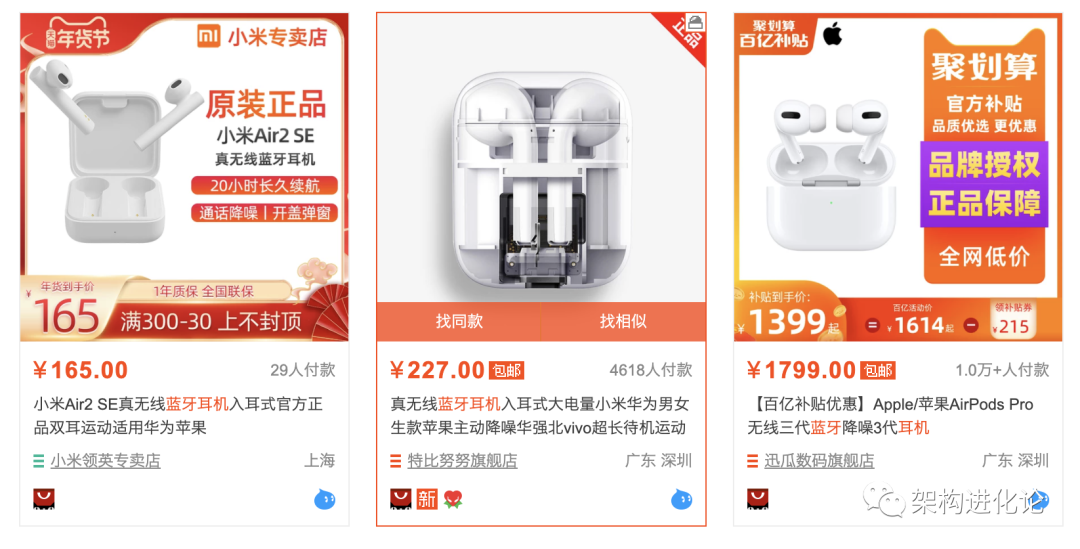 天猫年货节
小米专卖店
原装正品
小米Air2 SE
真无线蓝牙耳机
20小时长久续航
通话降噪 | 开盖弹窗
年货到手价
¥165
1年质保 全国联保
满300-30 上不封顶
¥165.00
29人付款
小米Air2 SE真无线蓝牙耳机入耳式官方正
品双耳运动适用华为苹果
小米领英专卖店
上海
正品
找同款
找相似
¥227.00 包邮
4618人付款
真无线蓝牙耳机入耳式大电量小米华为男女
生款苹果主动降噪华强北vivo超长待机运动
特比努努旗舰店
广东 深圳
新
聚划算
百亿补贴
聚划算
官方补贴
品质优选 更优惠
品牌授权
正品保障
全网低价
补贴到手价:
¥1399起
百亿活动价
= ¥1614起 -
领补贴券
¥215
¥1799.00 包邮
1.0万+人付款
【百亿补贴优惠】Apple/苹果AirPods Pro
无线三代蓝牙降噪3代耳机
迅瓜数码旗舰店
广东 深圳
架构进化论